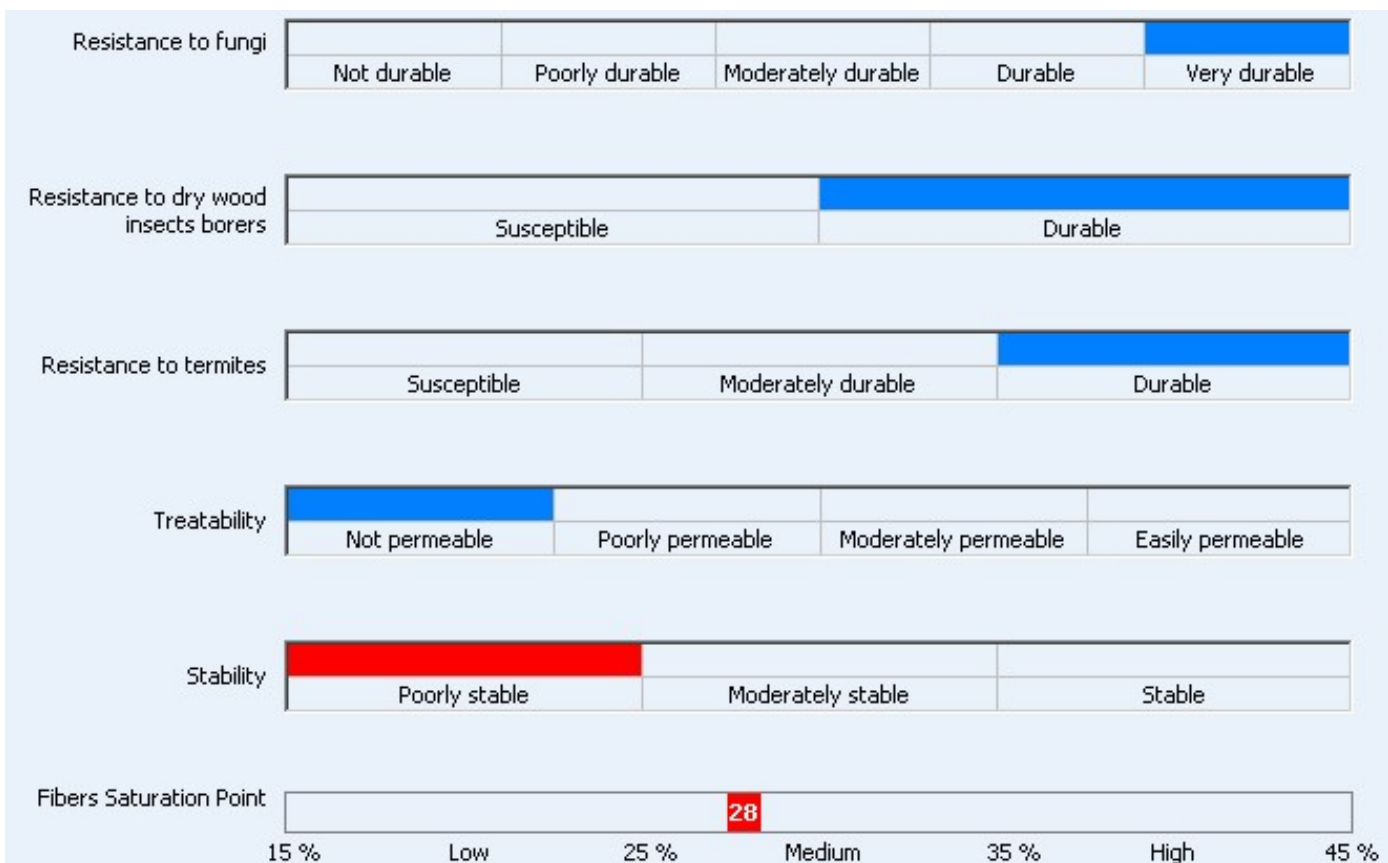 Resistance to fungi
Not durable Poorly durable Moderately durable Durable Very durable
Resistance to dry wood
insects borers
Susceptible Durable
Resistance to termites
Susceptible Moderately durable Durable
Treatability
Not permeable Poorly permeable Moderately permeable Easily permeable
Stability
Poorly stable Moderately stable Stable
Fibers Saturation Point
28
15 % Low 25 % Medium 35 % High 45 %